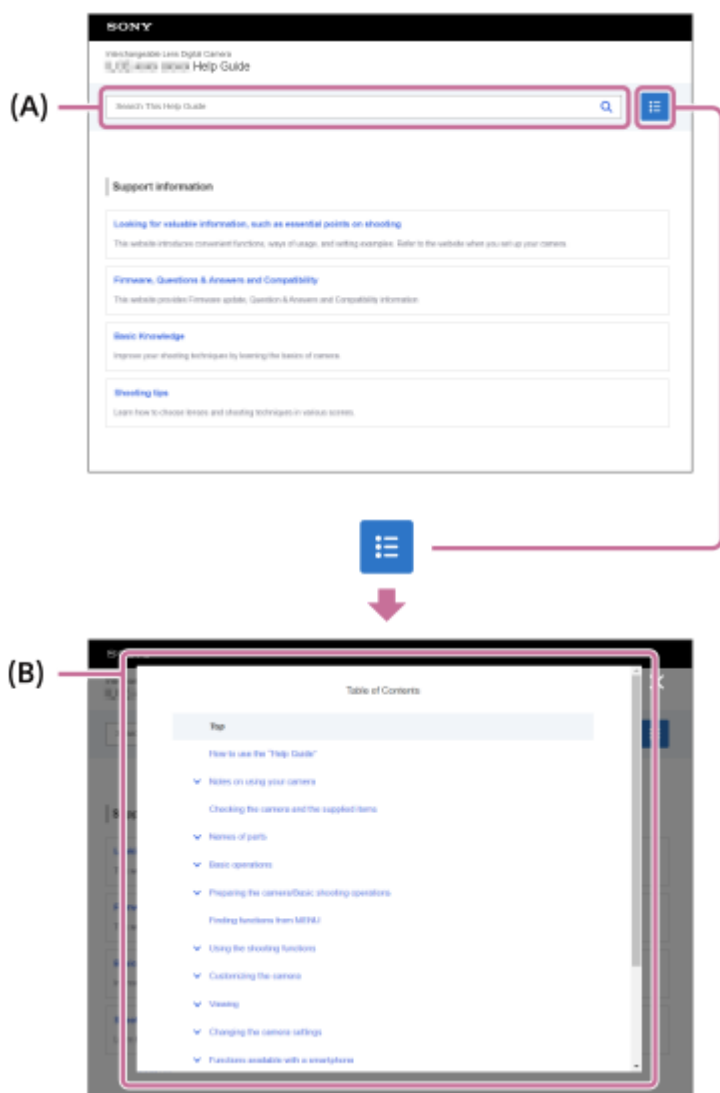 SONY
Interchangeable Lens Digital Camera
Help Guide
(A)
Search This Help Guide
Support information
Looking for valuable information, such as essential points on shooting
This website introduces convenient functions, ways of usage, and setting examples. Refer to the website when you set up your camera.
Firmware, Questions & Answers and Compatibility
This website provides Firmware update, Question & Answers and Compatibility information.
Basic Knowledge
Improve your shooting techniques by learning the basics of camera.
Shooting tips
Learn how to choose lenses and shooting techniques in various scenes.
(B)
Table of Contents
Top
How to use the "Help Guide"
Notes on using your camera
Checking the camera and the supplied items
Names of parts
Basic operations
Preparing the camera/Basic shooting operations
Finding functions from MENU
Using the shooting functions
Customizing the camera
Viewing
Changing the camera settings
Functions available with a smartphone